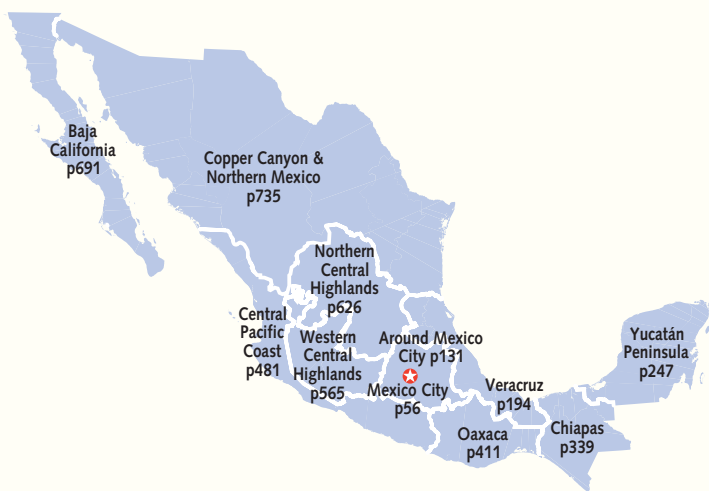 Baja
California
p691
Copper Canyon &
Northern Mexico
p735
Northern
Central
Highlands
p626
Central
Pacific
Coast
p481
Western
Central
Highlands
p565
Around Mexico
City p131
Mexico City
p56
Veracruz
p194
Yucatán
Peninsula
p247
Oaxaca
p411
Chiapas
p339